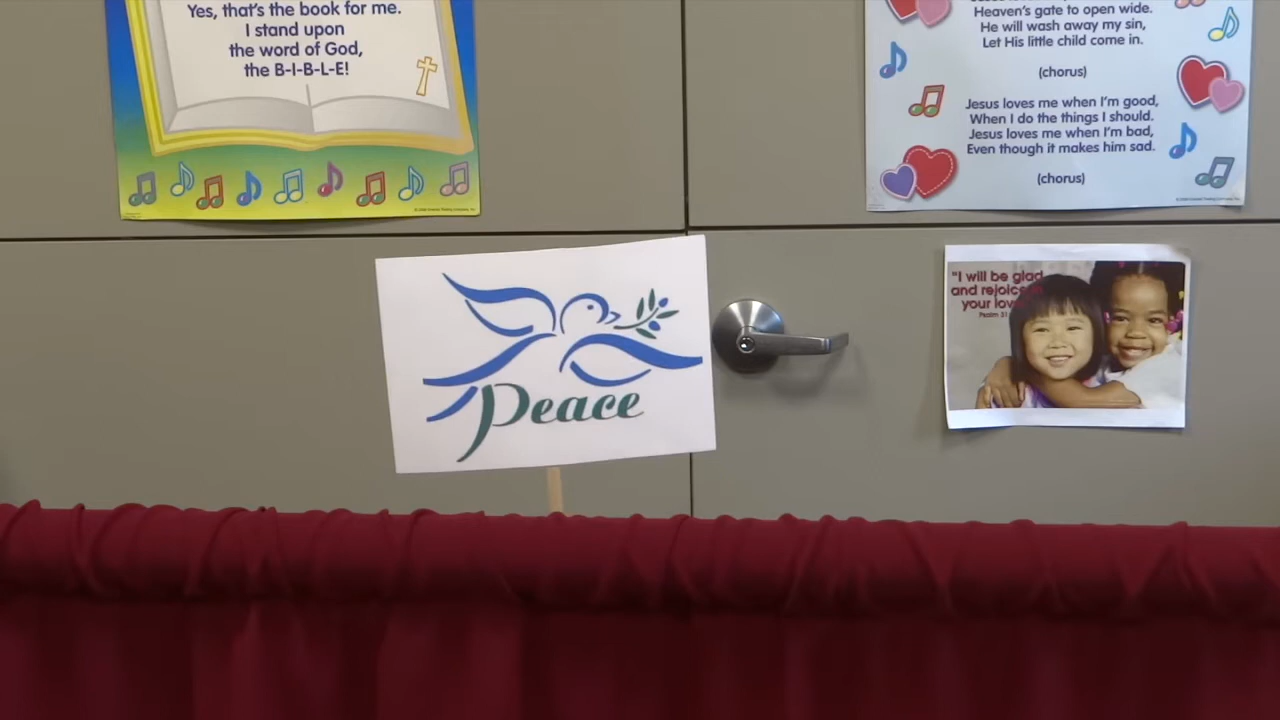 Yes, that's the book for me.
I stand upon
the word of God,
the B-I-B-L-E!
Heaven's gate to open wide.
He will wash away my sin,
Let His little child come in.
(chorus)
Jesus loves me when I'm good,
When I do the things I should.
Jesus loves me when I'm bad,
Even though it makes him sad.
(chorus)
Peace
"I will be glad
and rejoice in
your lov
Psalm 31